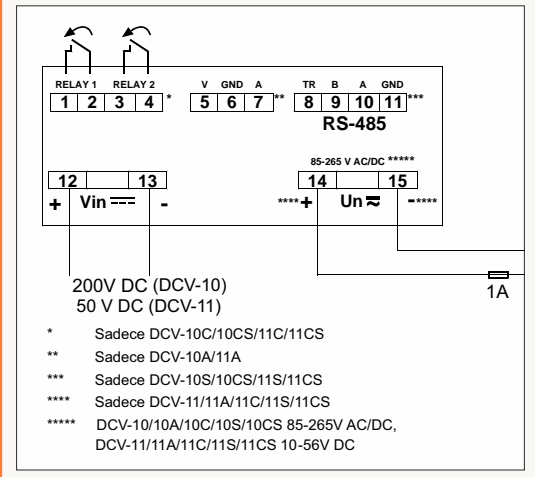 RELAY 1 RELAY 2 V GND A TR B A GND
1 2 3 4 * 5 6 7 ** 8 9 10 11 ***
RS-485
85-265 V AC/DC *****
12 13 14 15
+ Vin - ****+ Un -****
200V DC (DCV-10)
50 V DC (DCV-11)
1A
* Sadece DCV-10C/10CS/11C/11CS
** Sadece DCV-10A/11A
*** Sadece DCV-10S/10CS/11S/11CS
**** Sadece DCV-11/11A/11C/11S/11CS
***** DCV-10/10A/10C/10S/10CS 85-265V AC/DC,
DCV-11/11A/11C/11S/11CS 10-56V DC